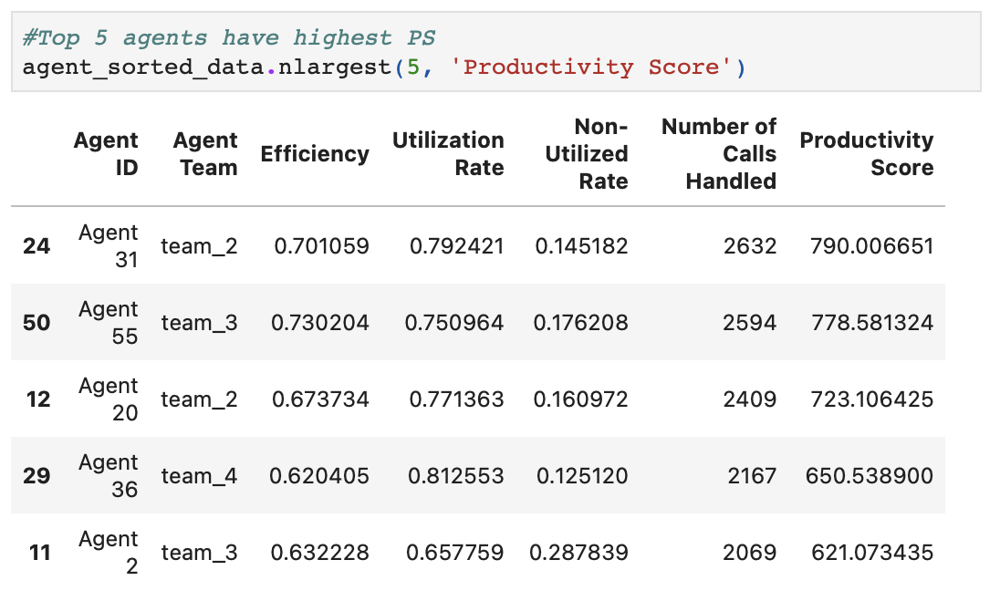 #Top 5 agents have highest PS
agent_sorted_data.nlargest(5, 'Productivity Score')
Agent ID Agent Team Efficiency Utilization Rate Non-Utilized Rate Number of Calls Handled Productivity Score
24 Agent 31 team_2 0.701059 0.792421 0.145182 2632 790.006651
50 Agent 55 team_3 0.730204 0.750964 0.176208 2594 778.581324
12 Agent 20 team_2 0.673734 0.771363 0.160972 2409 723.106425
29 Agent 36 team_4 0.620405 0.812553 0.125120 2167 650.538900
11 Agent 2 team_3 0.632228 0.657759 0.287839 2069 621.073435